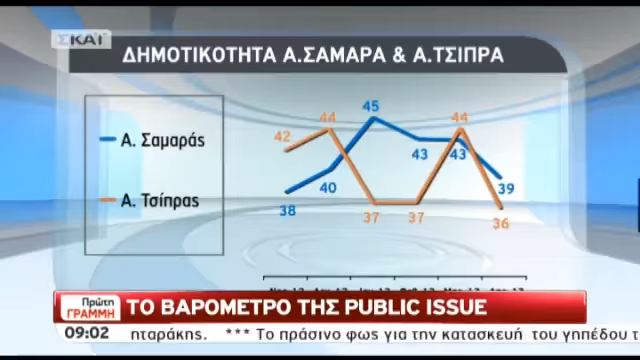 ΣΚΑΪ
ΔΗΜΟΤΙΚΟΤΗΤΑ Α.ΣΑΜΑΡΑ & Α.ΤΣΙΠΡΑ
Α. Σαμαράς
Α. Τσίπρας
42 44 45 43 44 39
38 40 37 37 43 36
Πρώτη
ΓΡΑΜΜΗ
ΤΟ ΒΑΡΟΜΕΤΡΟ ΤΗΣ PUBLIC ISSUE
09:02 ηταράκης. *** Το πράσινο φως για την κατασκευή του γηπέδου τ